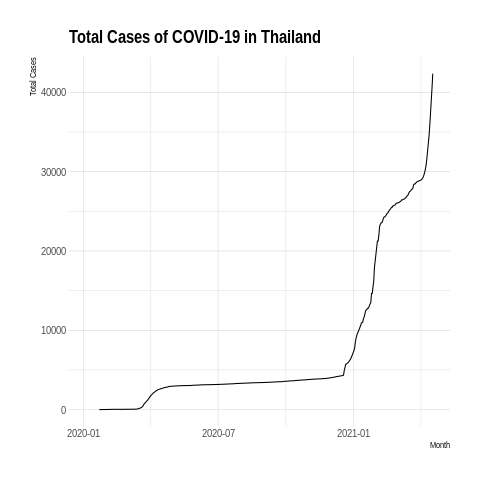 Total Cases of COVID-19 in Thailand
Total Cases
40000
30000
20000
10000
0
2020-01 2020-07 2021-01
Month